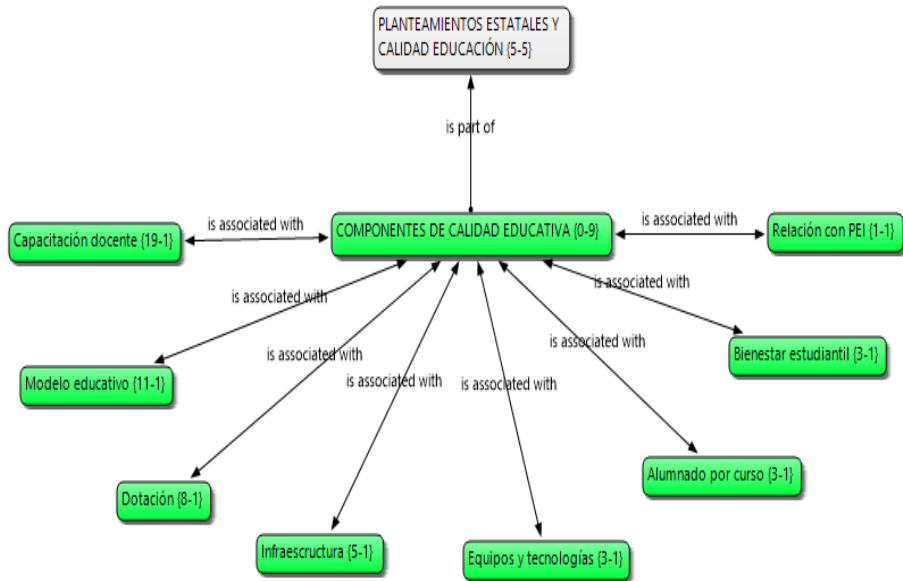 PLANTEAMIENTOS ESTATALES Y
CALIDAD EDUCACIÓN {5-5}
is part of
is associated with
is associated with
Capacitación docente {19-1}
COMPONENTES DE CALIDAD EDUCATIVA {0-9}
Relación con PEI {1-1}
is associated with
is associated with
is associated with
is associated with
is associated with
is associated with
Bienestar estudiantil {3-1}
Modelo educativo {11-1}
Alumnado por curso {3-1}
Dotación {8-1}
Infraescructura {5-1}
Equipos y tecnologías {3-1}